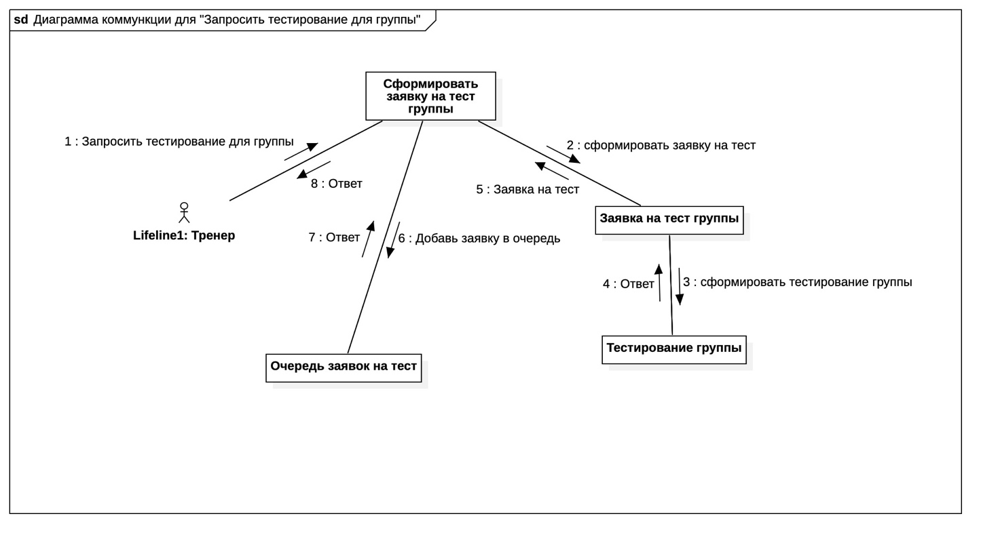 sd Диаграмма коммункции для "Запросить тестирование для группы"
Сформировать
заявку на тест
группы
1 : Запросить тестирование для группы
2 : сформировать заявку на тест
8 : Ответ
5 : Заявка на тест
Lifeline1: Тренер
Заявка на тест группы
7 : Ответ
6 : Добавь заявку в очередь
4 : Ответ
3 : сформировать тестирование группы
Очередь заявок на тест
Тестирование группы